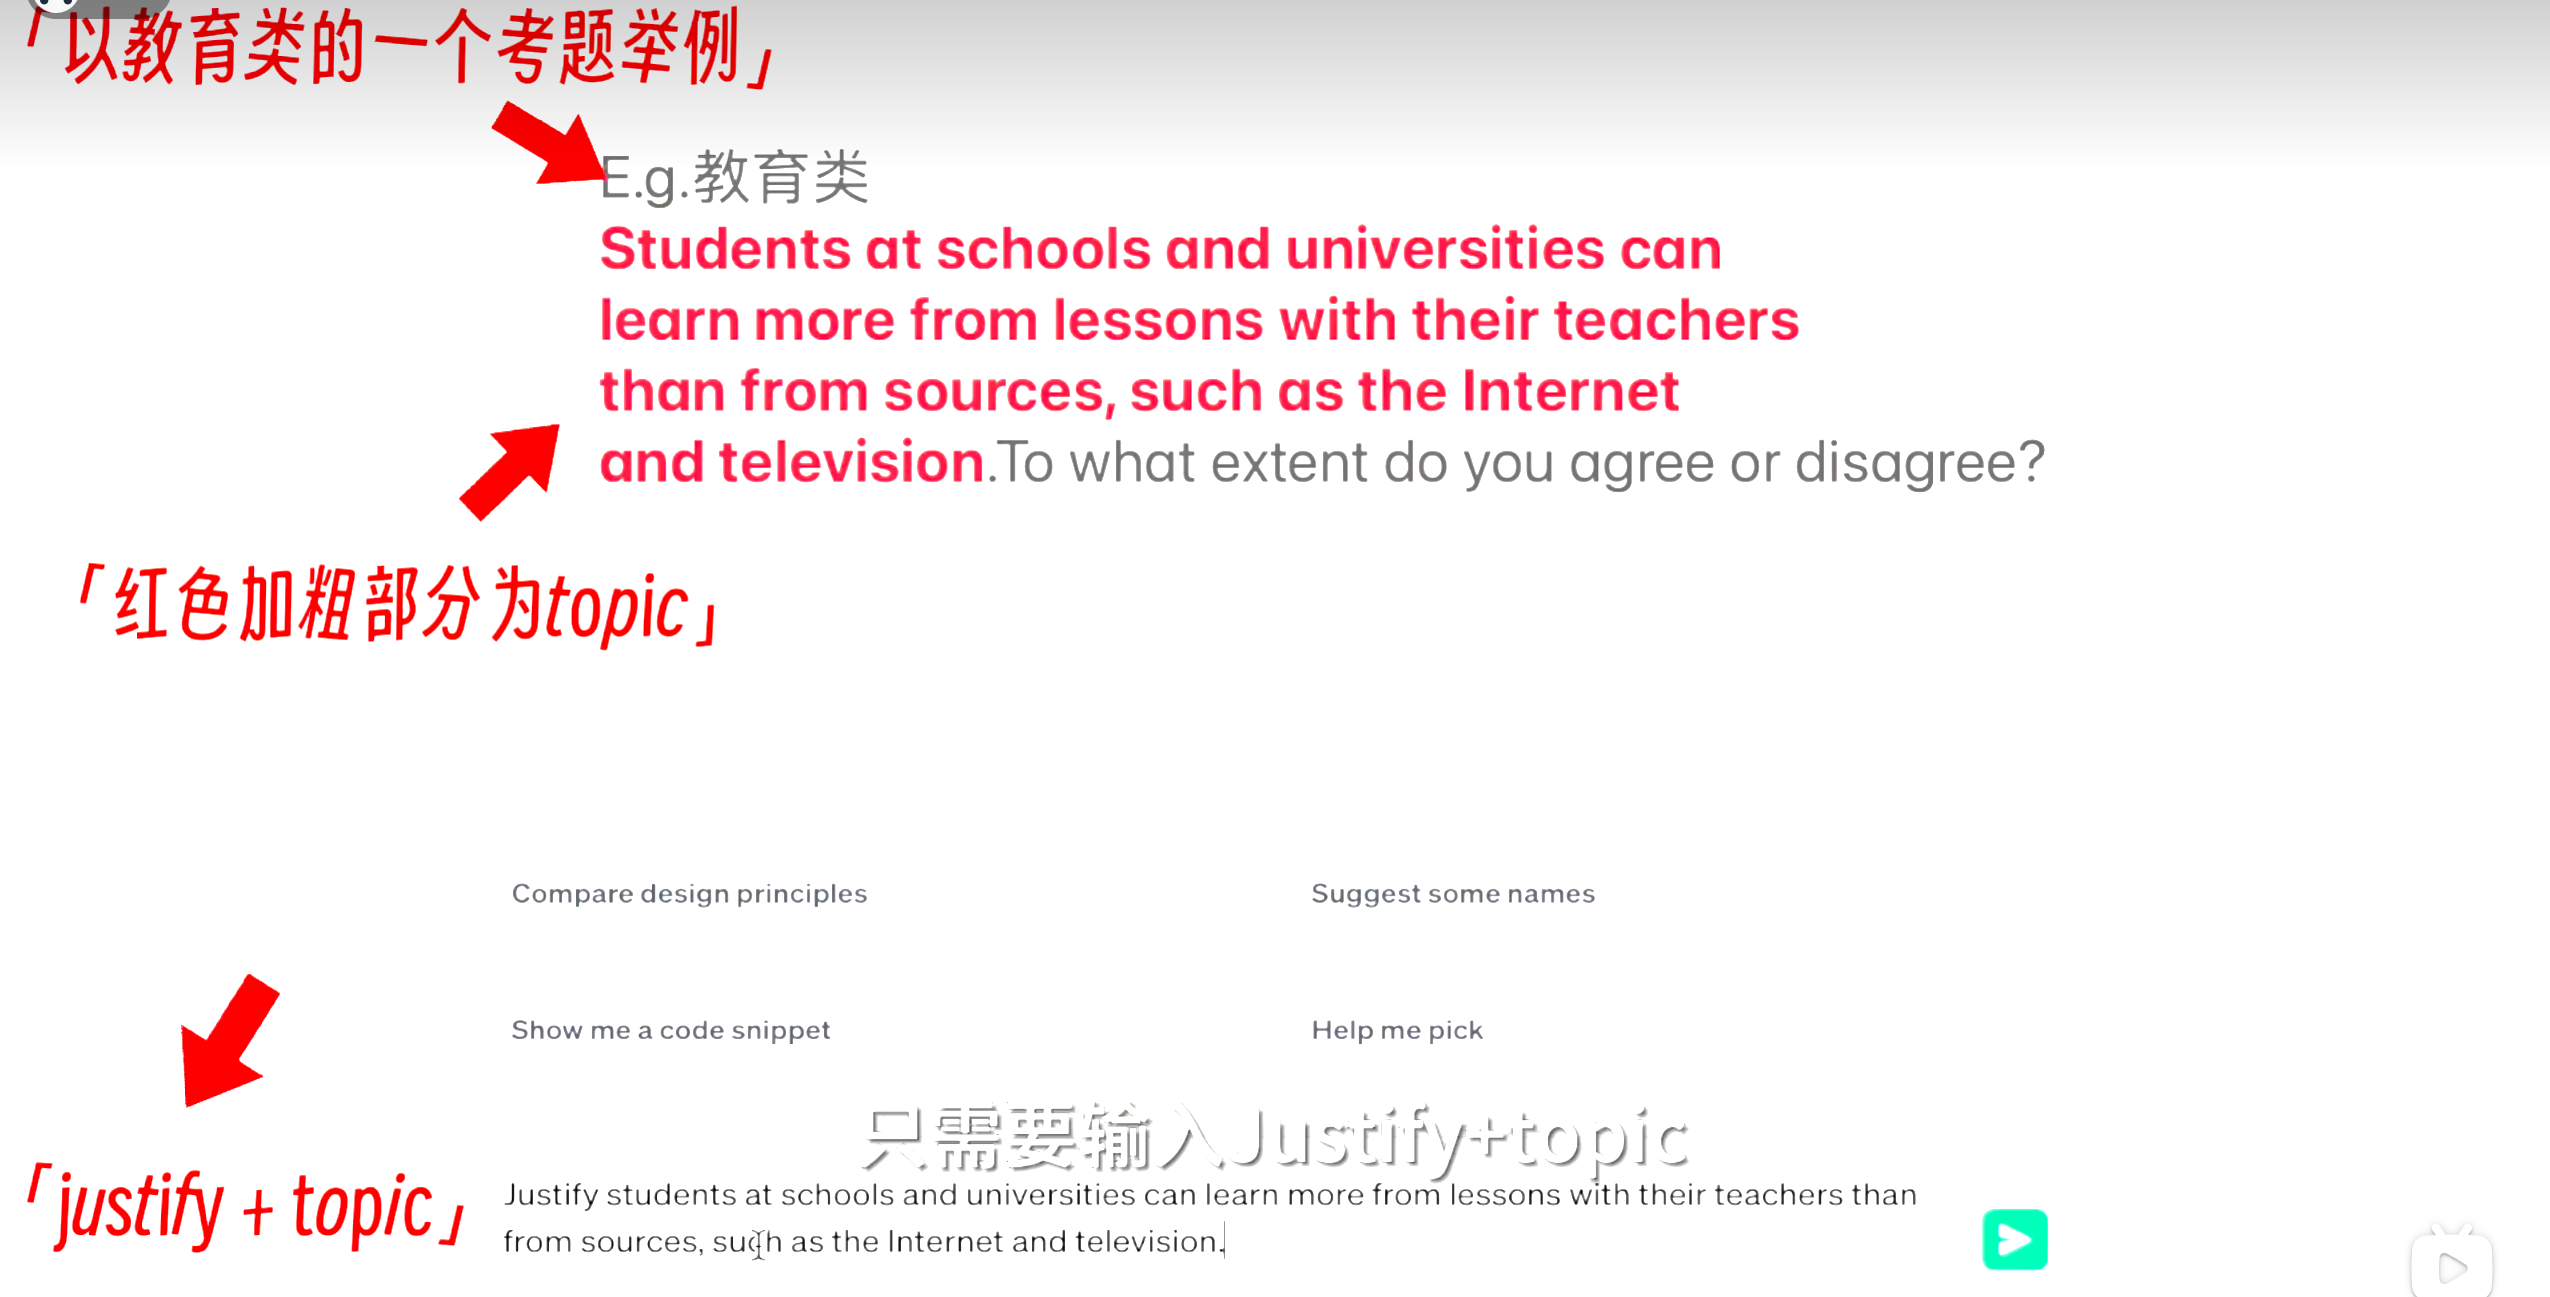 「以教育类的一个考题举例」
E.g.教育类
Students at schools and universities can
learn more from lessons with their teachers
than from sources, such as the Internet
and television.To what extent do you agree or disagree?
「红色加粗部分为topic」
Compare design principles
Suggest some names
Show me a code snippet
Help me pick
只需要输入Justify+topic
「justify + topic」
Justify students at schools and universities can learn more from lessons with their teachers than
from sources, such as the Internet and television.